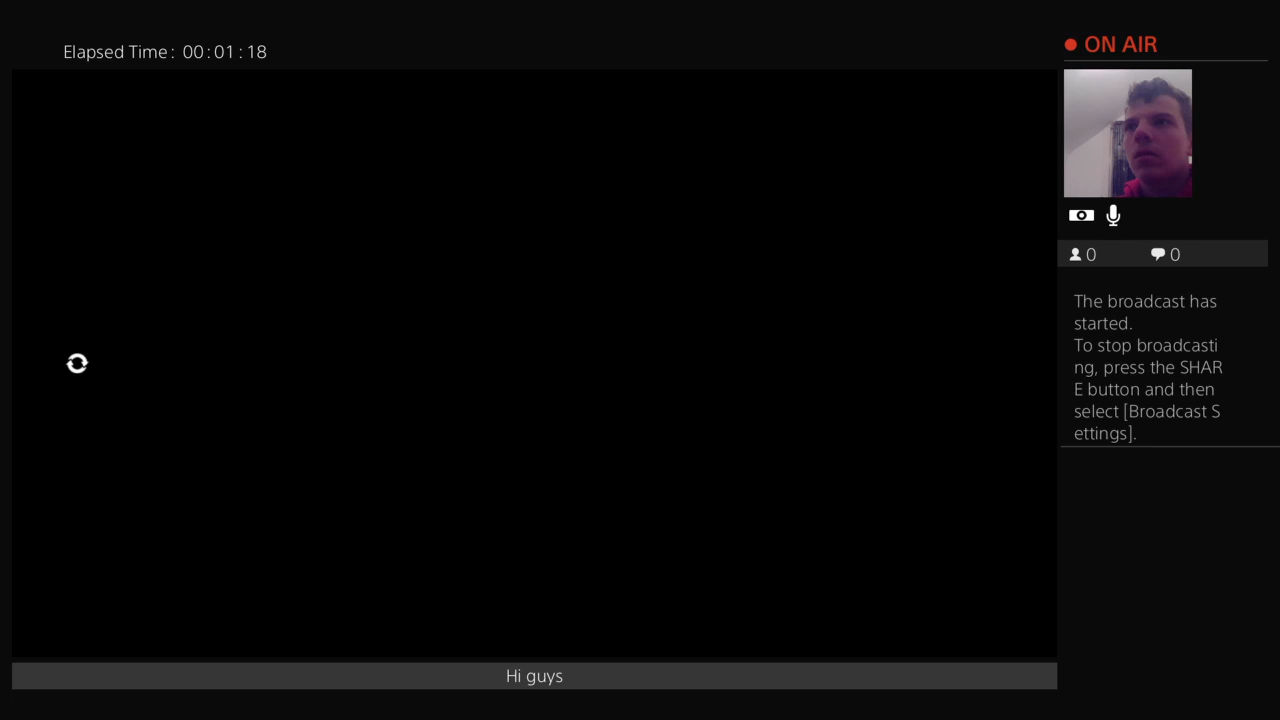 Elapsed Time: 00:01:18
ON AIR
0 0
The broadcast has
started.
To stop broadcasti
ng, press the SHAR
E button and then
select [Broadcast S
ettings].
Hi guys